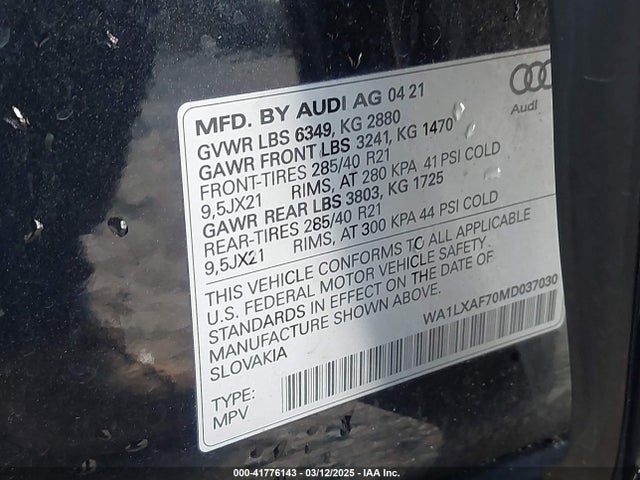 MFD. BY AUDI AG 04 21
GVWR LBS 6349, KG 2880
GAWR FRONT LBS 3241, KG 1470
FRONT-TIRES 285/40 R21
9,5JX21 RIMS, AT 280 KPA 41 PSI COLD
GAWR REAR LBS 3803, KG 1725
REAR-TIRES 285/40 R21
9,5JX21 RIMS, AT 300 KPA 44 PSI COLD
THIS VEHICLE CONFORMS TO ALL APPLICABLE
U.S. FEDERAL MOTOR VEHICLE SAFETY
STANDARDS IN EFFECT ON THE DATE OF
MANUFACTURE SHOWN ABOVE.
SLOVAKIA
WA1LXAF70MD037030
TYPE:
MPV
Audi
000-41776143 - 03/12/2025 - IAA Inc.